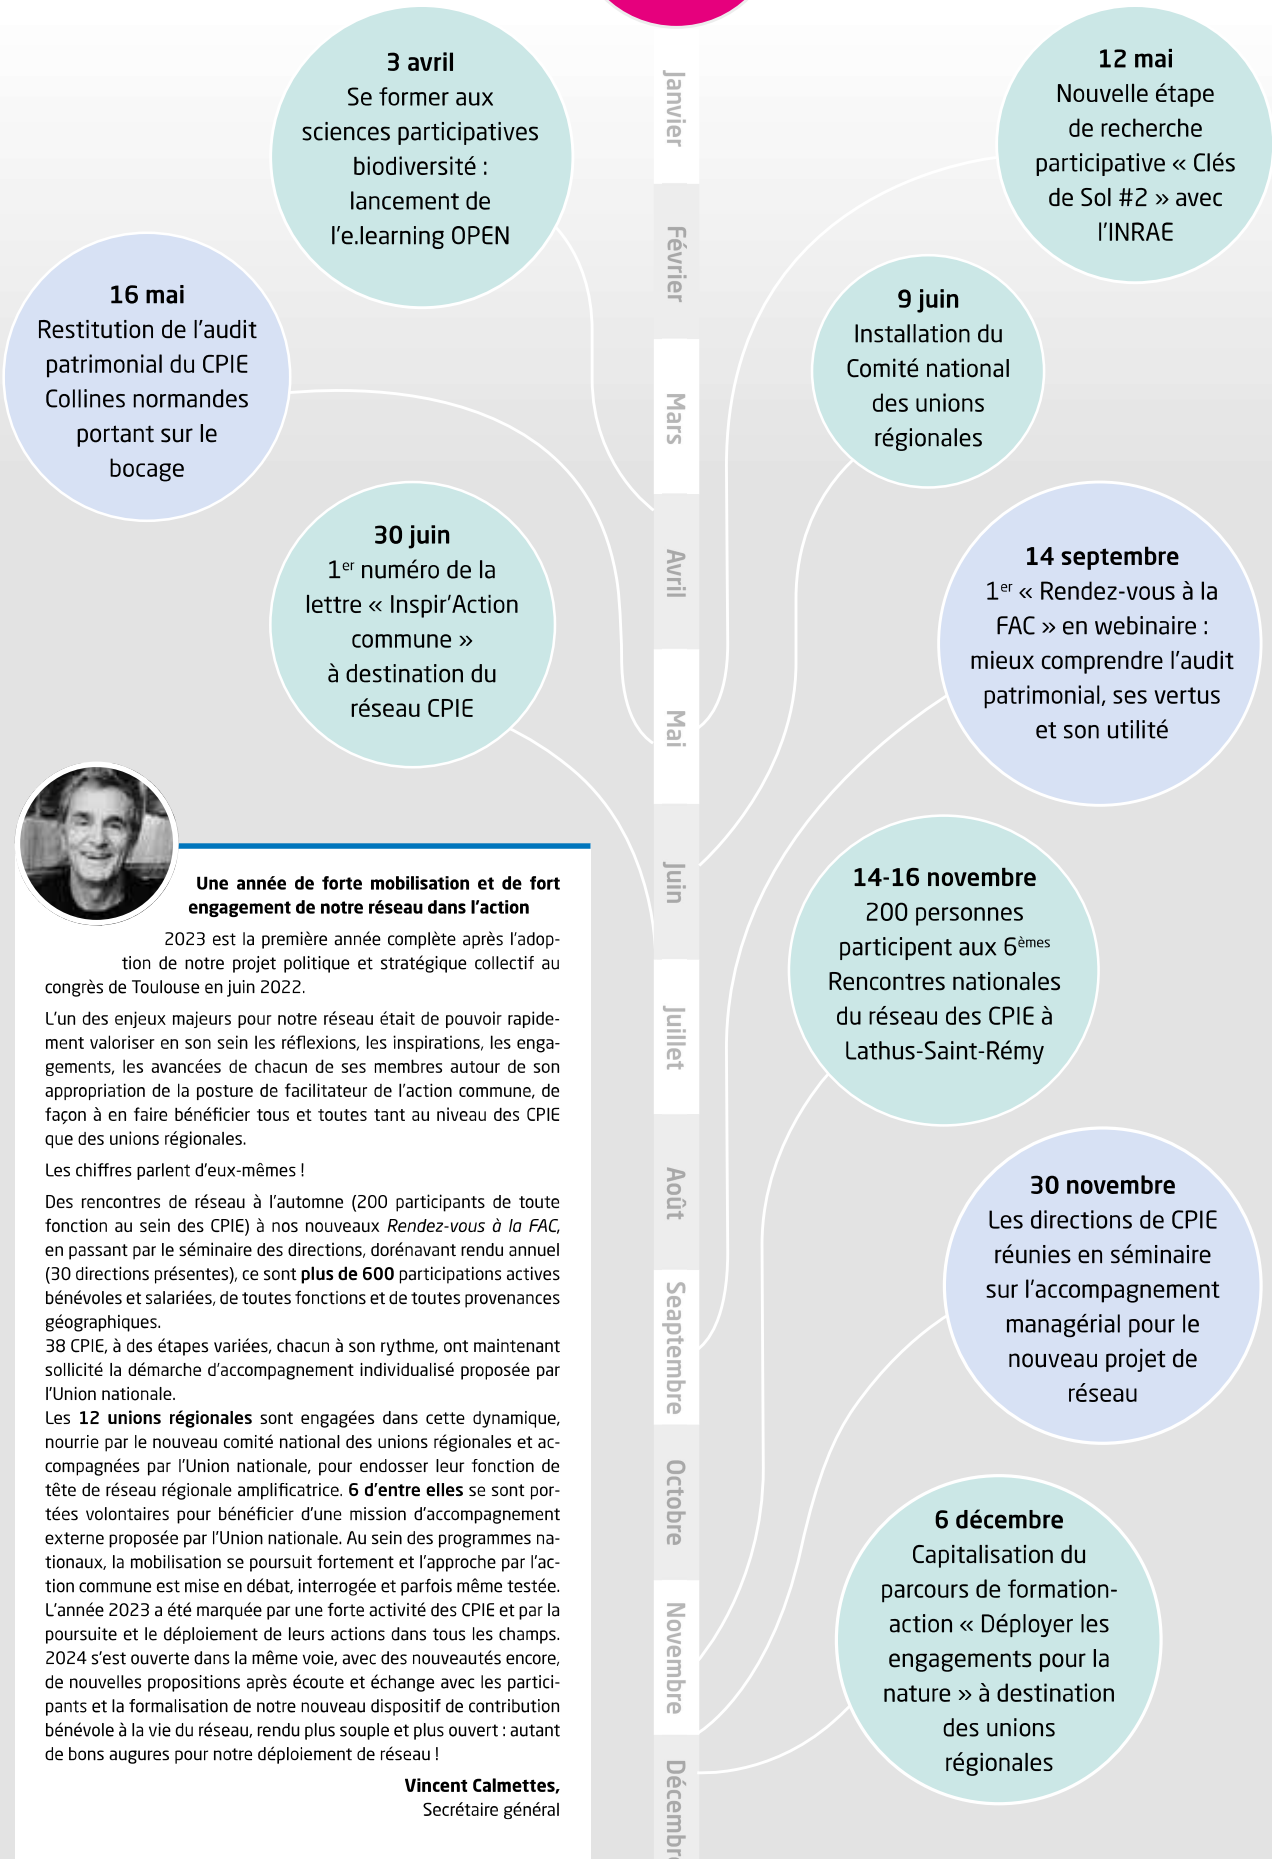 3 avril
Se former aux
sciences participatives
biodiversité :
lancement de
l'e.learning OPEN
12 mai
Nouvelle étape
de recherche
participative « Clés
de Sol #2 » avec
l'INRAE
16 mai
Restitution de l'audit
patrimonial du CPIE
Collines normandes
portant sur le
bocage
9 juin
Installation du
Comité national
des unions
régionales
30 juin
1er numéro de la
lettre « Inspir'Action
commune »
à destination du
réseau CPIE
14 septembre
1er « Rendez-vous à la
FAC » en webinaire :
mieux comprendre l'audit
patrimonial, ses vertus
et son utilité
14-16 novembre
200 personnes
participent aux 6èmes
Rencontres nationales
du réseau des CPIE à
Lathus-Saint-Rémy
30 novembre
Les directions de CPIE
réunies en séminaire
sur l'accompagnement
managérial pour le
nouveau projet de
réseau
6 décembre
Capitalisation du
parcours de formation-
action « Déployer les
engagements pour la
nature » à destination
des unions
régionales
Janvier
Février
Mars
Avril
Mai
Juin
Juillet
Août
Seaptembre
Octobre
Novembre
Décembre
Une année de forte mobilisation et de fort
engagement de notre réseau dans l'action
2023 est la première année complète après l'adop-
tion de notre projet politique et stratégique collectif au
congrès de Toulouse en juin 2022.
L'un des enjeux majeurs pour notre réseau était de pouvoir rapide-
ment valoriser en son sein les réflexions, les inspirations, les enga-
gements, les avancées de chacun de ses membres autour de son
appropriation de la posture de facilitateur de l'action commune, de
façon à en faire bénéficier tous et toutes tant au niveau des CPIE
que des unions régionales.
Les chiffres parlent d'eux-mêmes !
Des rencontres de réseau à l'automne (200 participants de toute
fonction au sein des CPIE) à nos nouveaux Rendez-vous à la FAC,
en passant par le séminaire des directions, dorénavant rendu annuel
(30 directions présentes), ce sont plus de 600 participations actives
bénévoles et salariées, de toutes fonctions et de toutes provenances
géographiques.
38 CPIE, à des étapes variées, chacun à son rythme, ont maintenant
sollicité la démarche d'accompagnement individualisé proposée par
l'Union nationale.
Les 12 unions régionales sont engagées dans cette dynamique,
nourrie par le nouveau comité national des unions régionales et ac-
compagnées par l'Union nationale, pour endosser leur fonction de
tête de réseau régionale amplificatrice. 6 d'entre elles se sont por-
tées volontaires pour bénéficier d'une mission d'accompagnement
externe proposée par l'Union nationale. Au sein des programmes na-
tionaux, la mobilisation se poursuit fortement et l'approche par l'ac-
tion commune est mise en débat, interrogée et parfois même testée.
L'année 2023 a été marquée par une forte activité des CPIE et par la
poursuite et le déploiement de leurs actions dans tous les champs.
2024 s'est ouverte dans la même voie, avec des nouveautés encore,
de nouvelles propositions après écoute et échange avec les partici-
pants et la formalisation de notre nouveau dispositif de contribution
bénévole à la vie du réseau, rendu plus souple et plus ouvert : autant
de bons augures pour notre déploiement de réseau !
Vincent Calmettes,
Secrétaire général